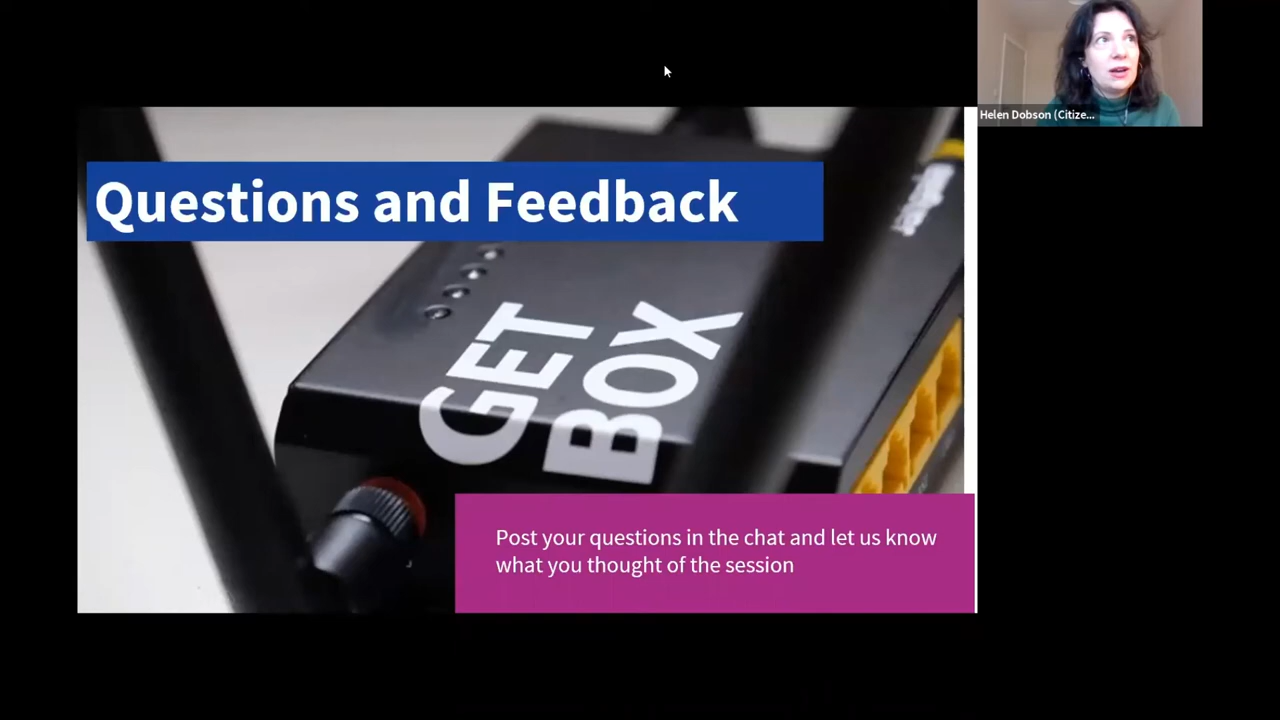 Helen Dobson (Citize...
Questions and Feedback
GET
BOX
Post your questions in the chat and let us know
what you thought of the session